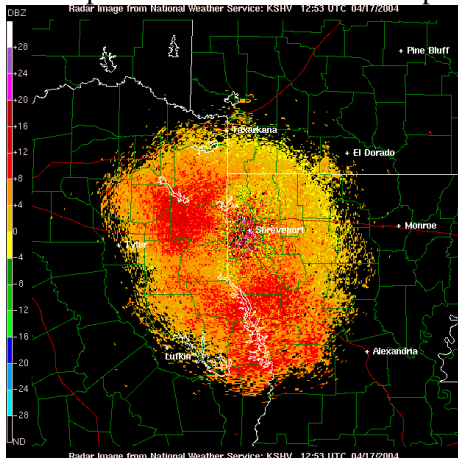 Radar Image from National Weather Service: KSHV 12:53 UTC 04/17/2004
DBZ
+28
+24
+20
+16
+12
+8
+4
0
-4
-8
-12
-16
-20
-24
-28
ND
Pine Bluff
Texarkana
El Dorado
Shreveport
Monroe
Tyler
Lufkin
Alexandria
Radar Image from National Weather Service: KSHV 12:53 UTC 04/17/2004